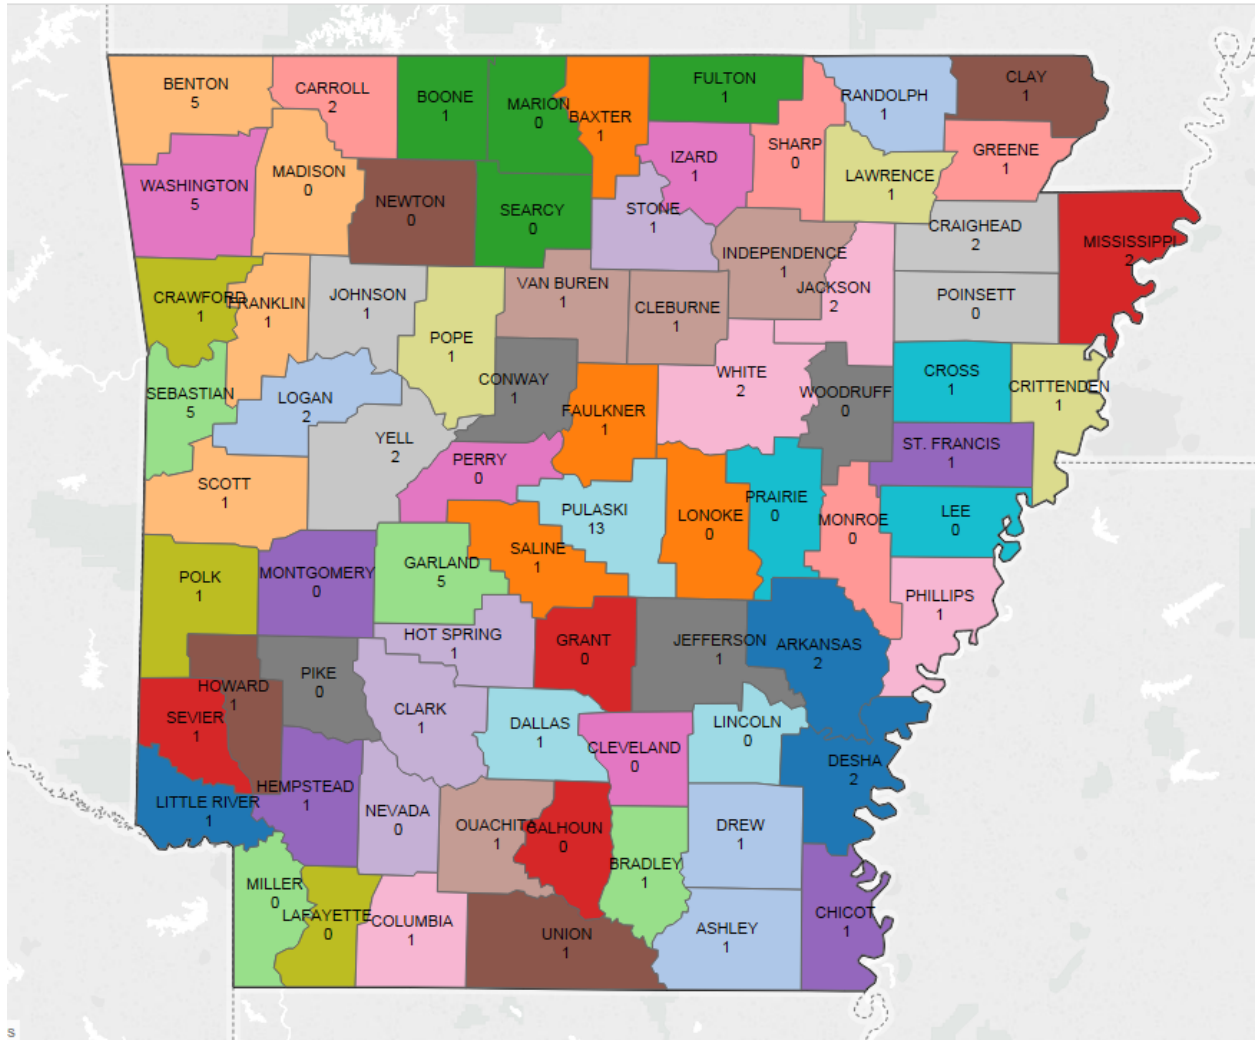 BENTON
5
CARROLL
2
BOONE
1
MARION
0
BAXTER
1
FULTON
1
RANDOLPH
1
CLAY
1
WASHINGTON
5
MADISON
0
NEWTON
0
SEARCY
0
STONE
1
IZARD
1
SHARP
0
LAWRENCE
1
GREENE
1
CRAIGHEAD
2
MISSISSIPPI
2
CRAWFORD
1
FRANKLIN
1
JOHNSON
1
POPE
1
VAN BUREN
1
CLEBURNE
1
INDEPENDENCE
1
JACKSON
2
POINSETT
0
SEBASTIAN
5
LOGAN
2
YELL
2
CONWAY
1
FAULKNER
1
WHITE
2
WOODRUFF
0
CROSS
1
CRITTENDEN
1
ST. FRANCIS
1
SCOTT
1
PERRY
0
PULASKI
13
LONOKE
0
PRAIRIE
0
MONROE
0
LEE
0
POLK
1
MONTGOMERY
0
GARLAND
5
SALINE
1
PHILLIPS
1
HOT SPRING
1
GRANT
0
JEFFERSON
1
ARKANSAS
2
HOWARD
1
PIKE
0
SEVIER
1
CLARK
1
DALLAS
1
CLEVELAND
0
LINCOLN
0
DESHA
2
LITTLE RIVER
1
HEMPSTEAD
1
NEVADA
0
OUACHITA
1
CALHOUN
0
BRADLEY
1
DREW
1
MILLER
0
LAFAYETTE
0
COLUMBIA
1
UNION
1
ASHLEY
1
CHICOT
1
s